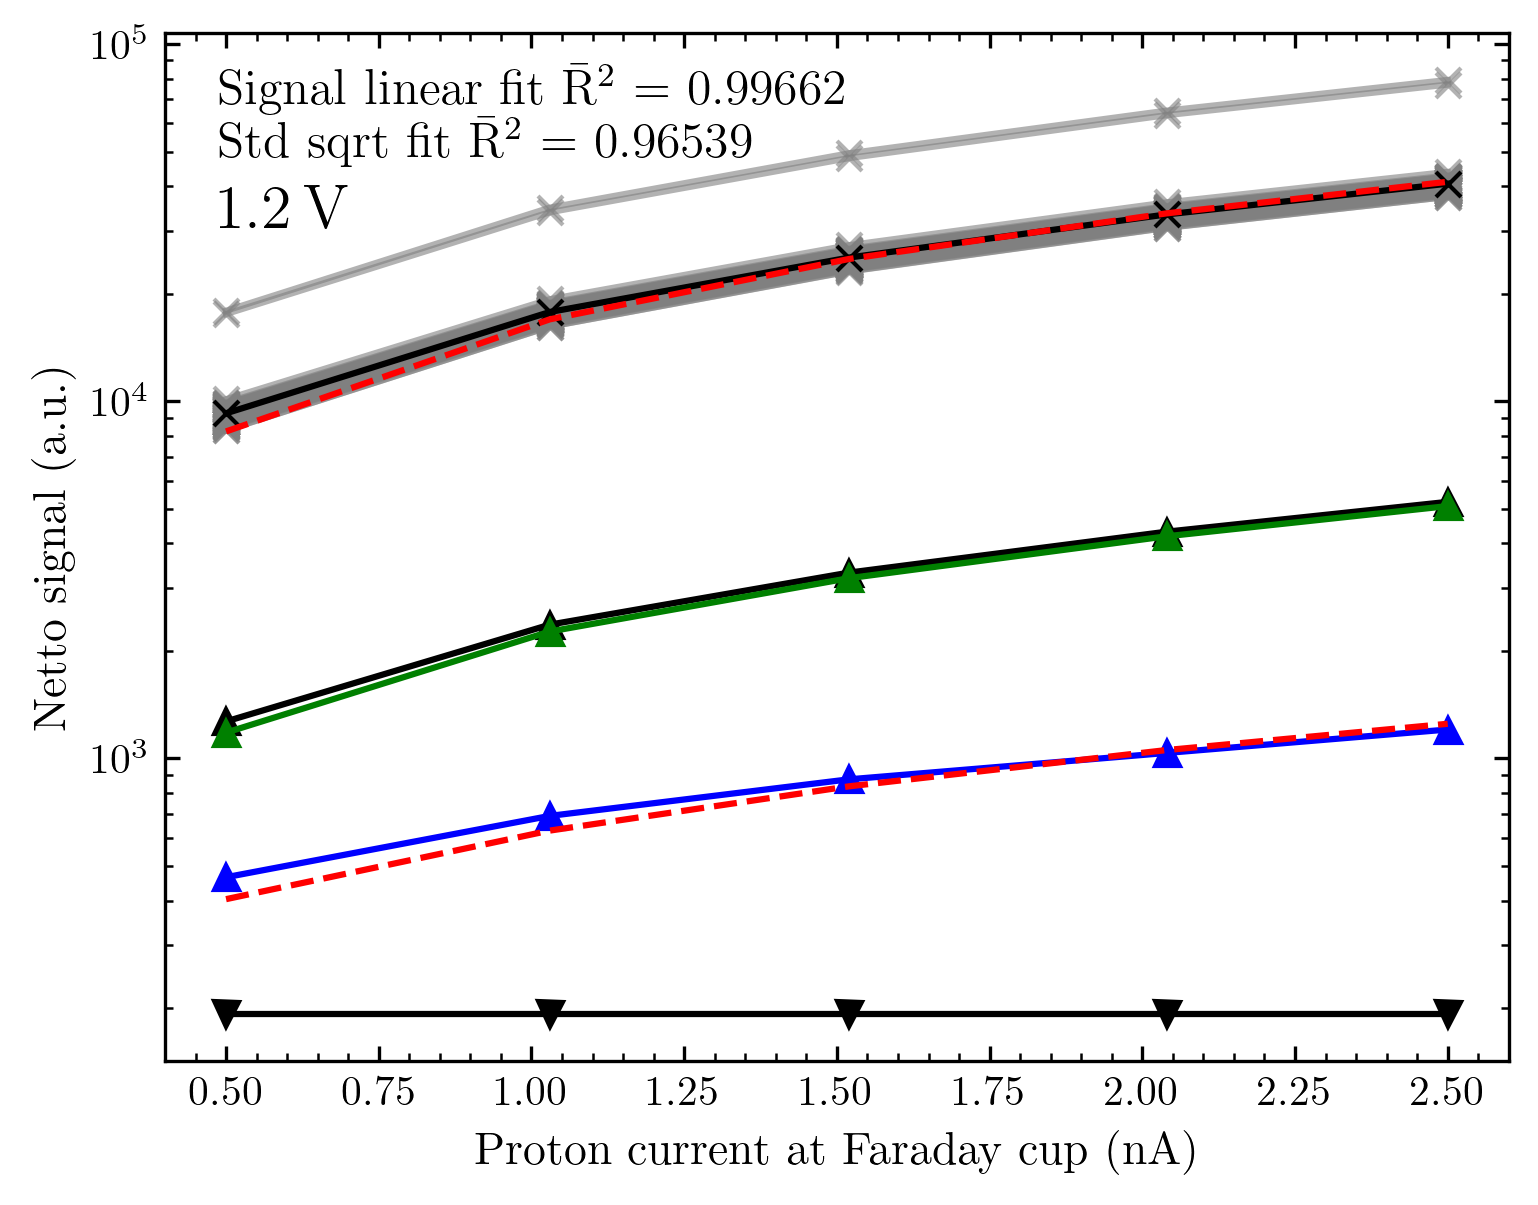 10⁵
Signal linear fit R̄² = 0.99662
Std sqrt fit R̄² = 0.96539
1.2 V
10⁴
10³
Netto signal (a.u.)
0.50 0.75 1.00 1.25 1.50 1.75 2.00 2.25 2.50
Proton current at Faraday cup (nA)